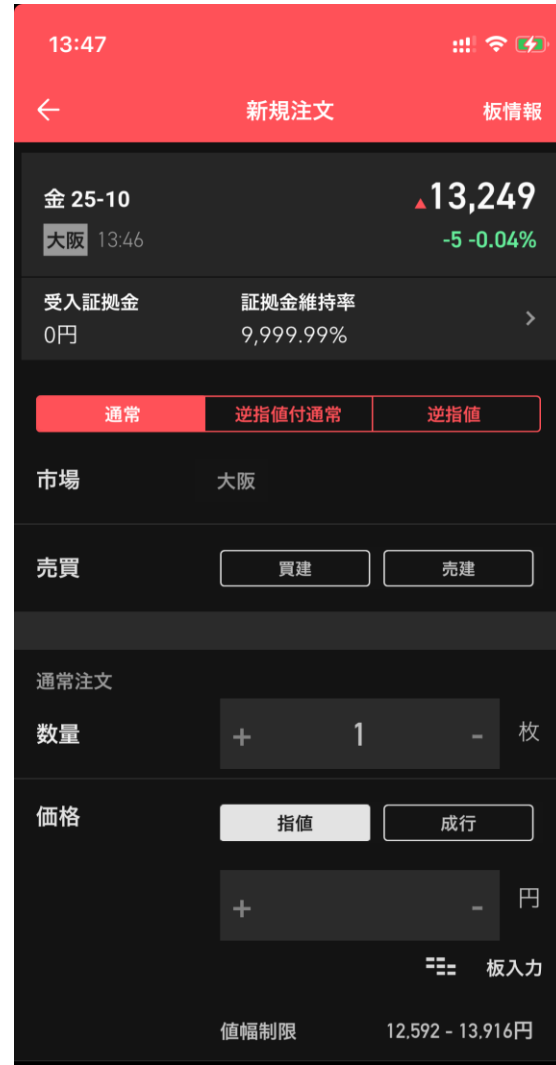 13:47
← 新規注文 板情報
金 25-10 ▲13,249
大阪 13:46 -5 -0.04%
受入証拠金 証拠金維持率
0円 9,999.99% >
通常 逆指値付通常 逆指値
市場 大阪
売買 買建 売建
通常注文
数量 + 1 - 枚
価格 指値 成行
+ - 円
板入力
値幅制限 12,592 - 13,916円